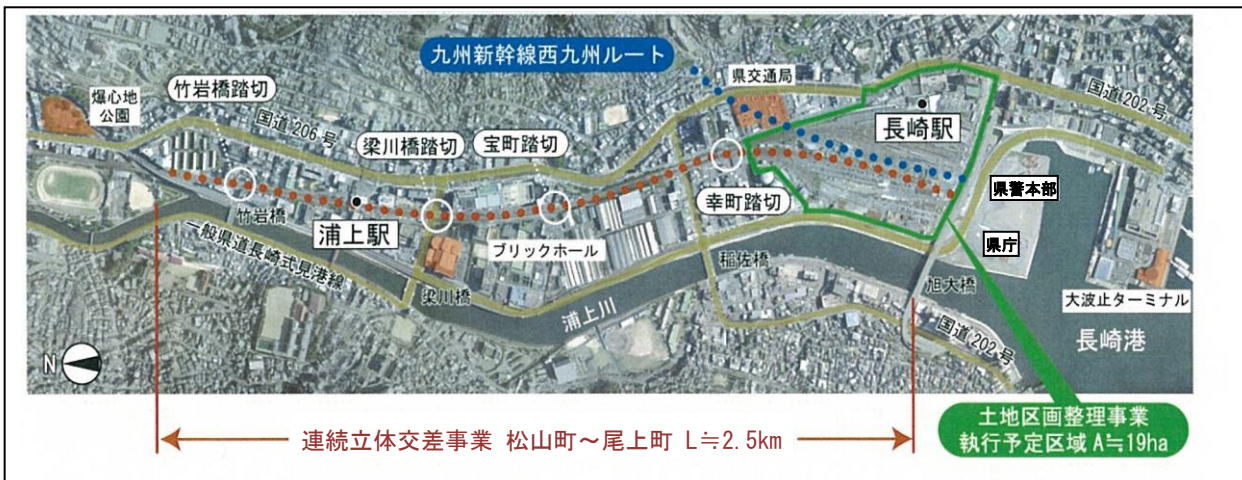 九州新幹線西九州ルート
県交通局
爆心地
公園
竹岩橋踏切
国道206号
梁川橋踏切
宝町踏切
長崎駅
国道202号
幸町踏切
県警本部
県庁
竹岩橋
浦上駅
ブリックホール
一般県道長崎式見港線
梁川橋
稲佐橋
旭大橋
浦上川
大波止ターミナル
長崎港
国道202号
N
連続立体交差事業 松山町～尾上町 L≒2.5km
土地区画整理事業
執行予定区域 A≒19ha